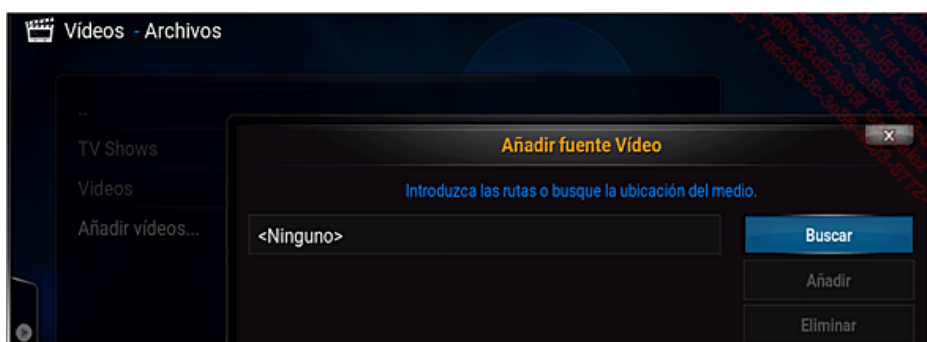 Vídeos - Archivos
..
TV Shows
Videos
Añadir vídeos...
Añadir fuente Vídeo
Introduzca las rutas o busque la ubicación del medio.
<Ninguno>
Buscar
Añadir
Eliminar